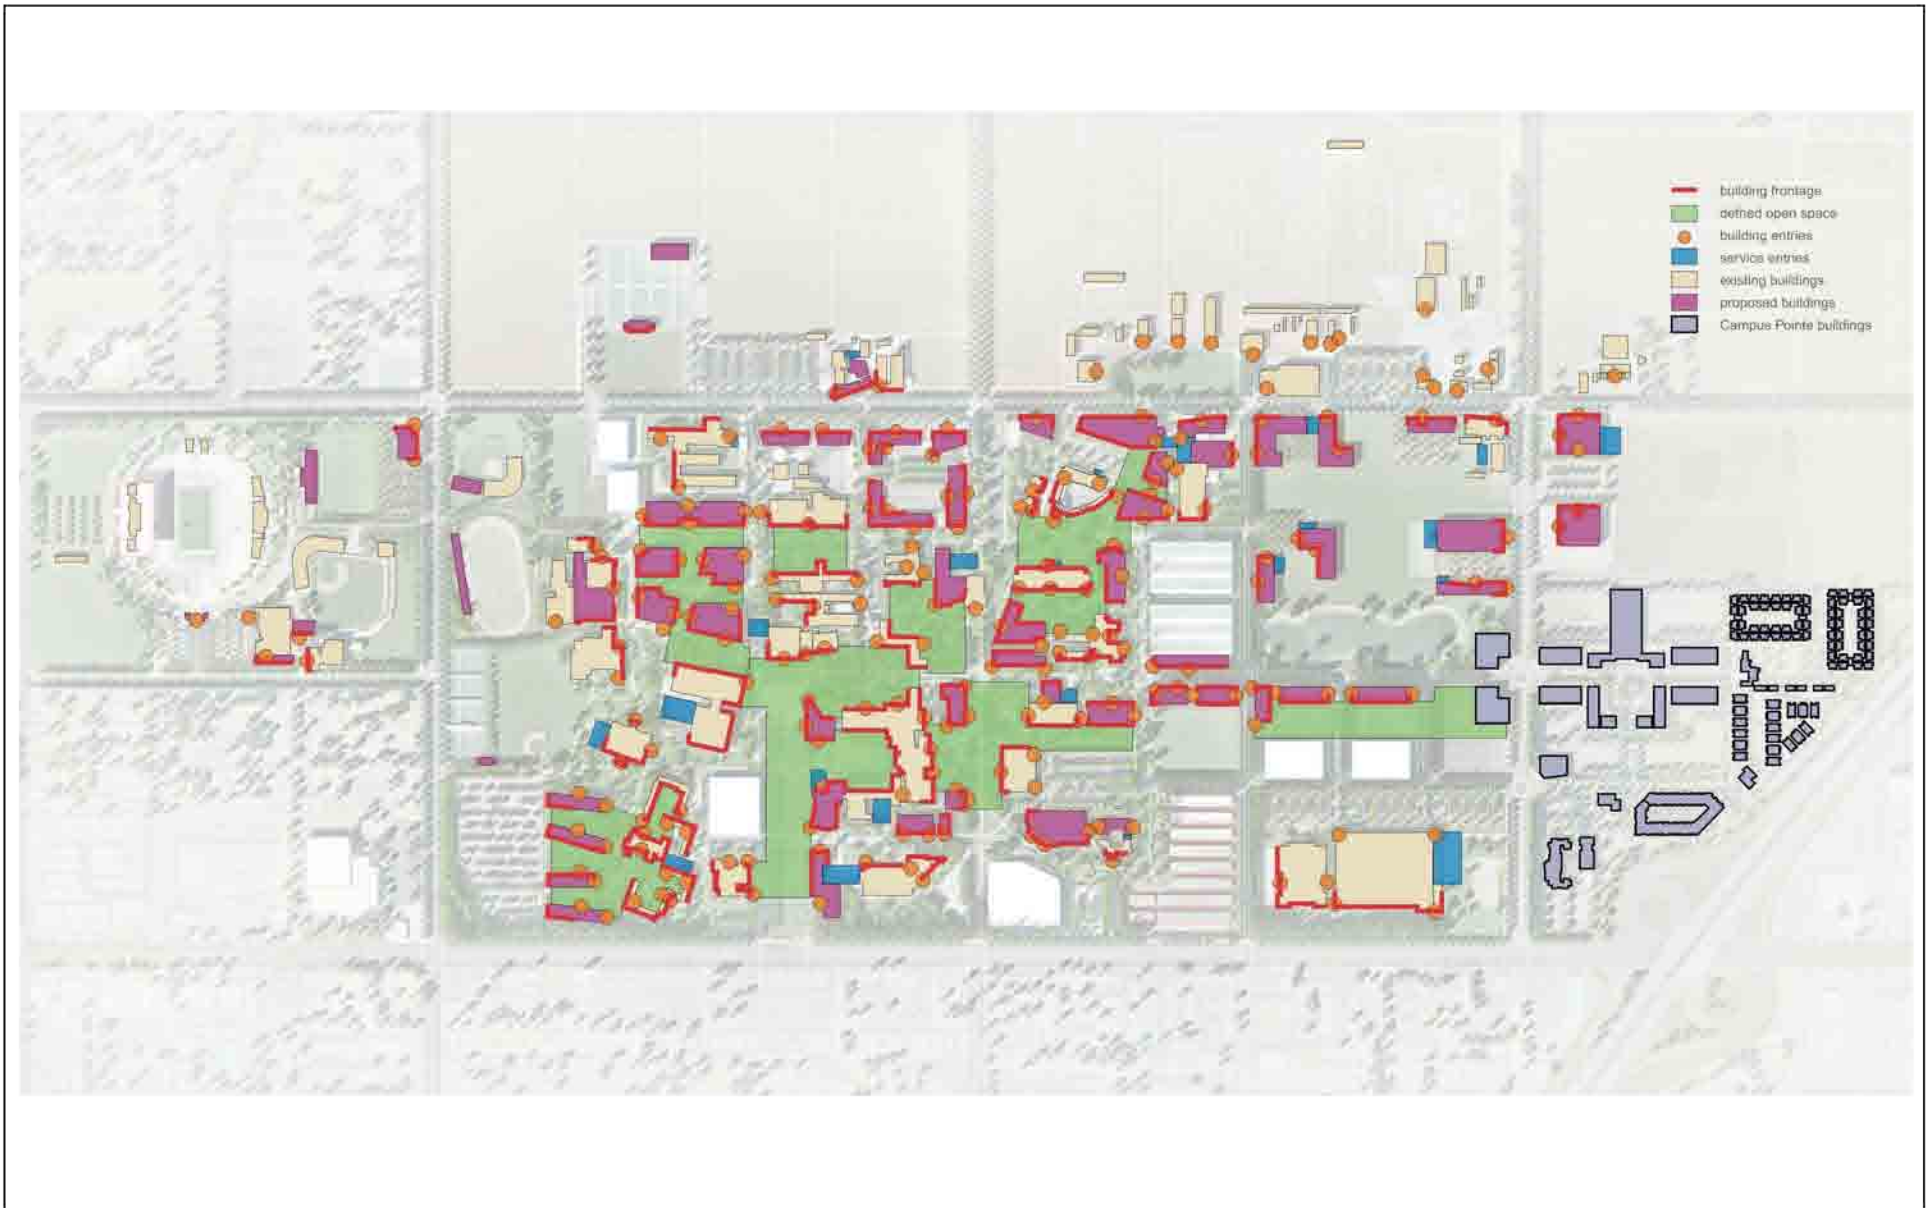 building frontage
defined open space
building entries
service entries
existing buildings
proposed buildings
Campus Pointe buildings